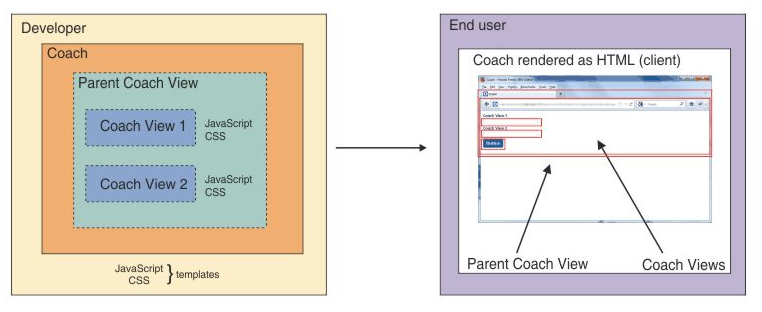 Developer
Coach
Parent Coach View
Coach View 1
JavaScript
CSS
Coach View 2
JavaScript
CSS
JavaScript
CSS
} templates
End user
Coach rendered as HTML (client)
Coach View 1
Coach View 2
Button
Parent Coach View
Coach Views